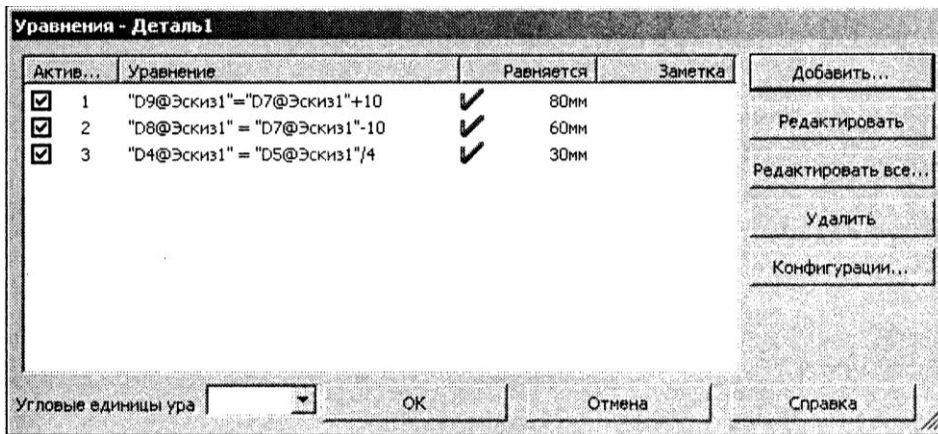 Уравнения - Деталь1
Актив... Уравнение Равняется Заметка
1 "D9@Эскиз1"="D7@Эскиз1"+10 80мм
2 "D8@Эскиз1" = "D7@Эскиз1"-10 60мм
3 "D4@Эскиз1" = "D5@Эскиз1"/4 30мм
Добавить...
Редактировать
Редактировать все...
Удалить
Конфигурации...
Угловые единицы ура ОК Отмена Справка